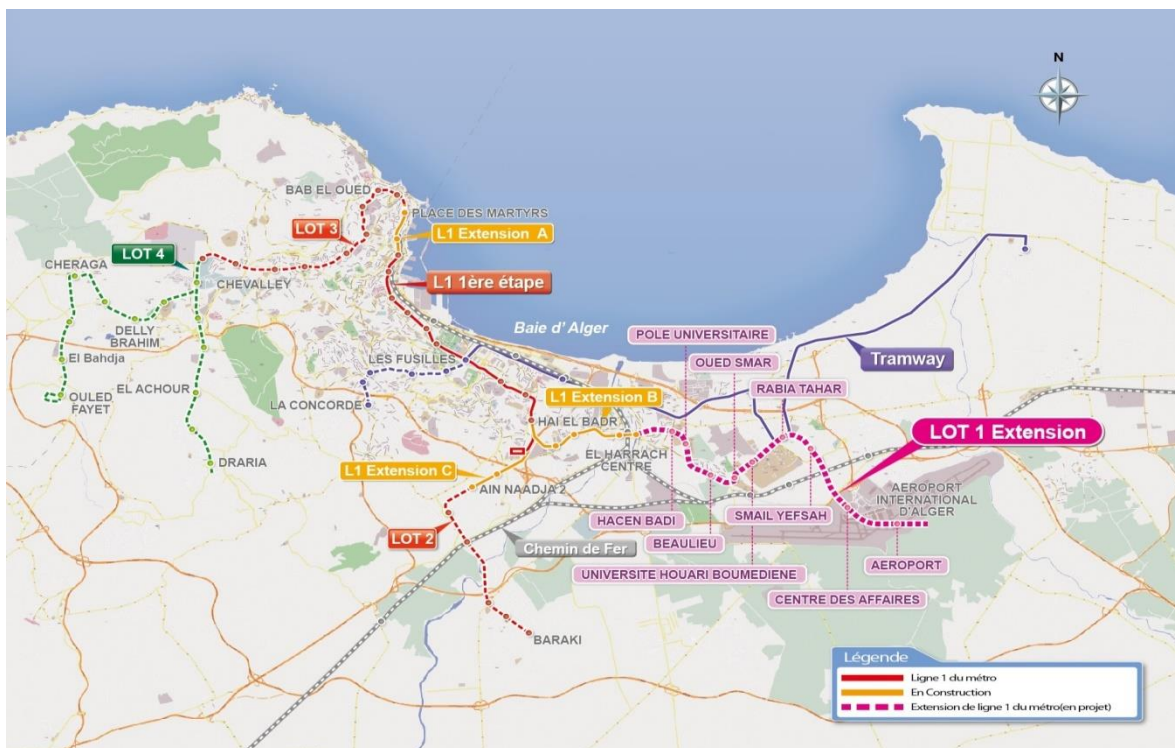 N
BAB EL OUED
PLACE DES MARTYRS
LOT 3
L1 Extension A
LOT 4
CHERAGA
CHEVALLEY
L1 1ère étape
DELLY
BRAHIM
Baie d'Alger
POLE UNIVERSITAIRE
El Bahdja
LES FUSILLES
OUED SMAR
Tramway
EL ACHOUR
RABIA TAHAR
OULED
FAYET
LA CONCORDE
L1 Extension B
HAI EL BADR
LOT 1 Extension
DRARIA
L1 Extension C
EL HARRACH
CENTRE
AIN NAADJA 2
AEROPORT
INTERNATIONAL
D'ALGER
HACEN BADI
SMAIL YEFSAH
LOT 2
BEAULIEU
Chemin de Fer
AEROPORT
UNIVERSITE HOUARI BOUMEDIENE
CENTRE DES AFFAIRES
BARAKI
Légende
Ligne 1 du métro
En Construction
Extension de ligne 1 du métro(en projet)